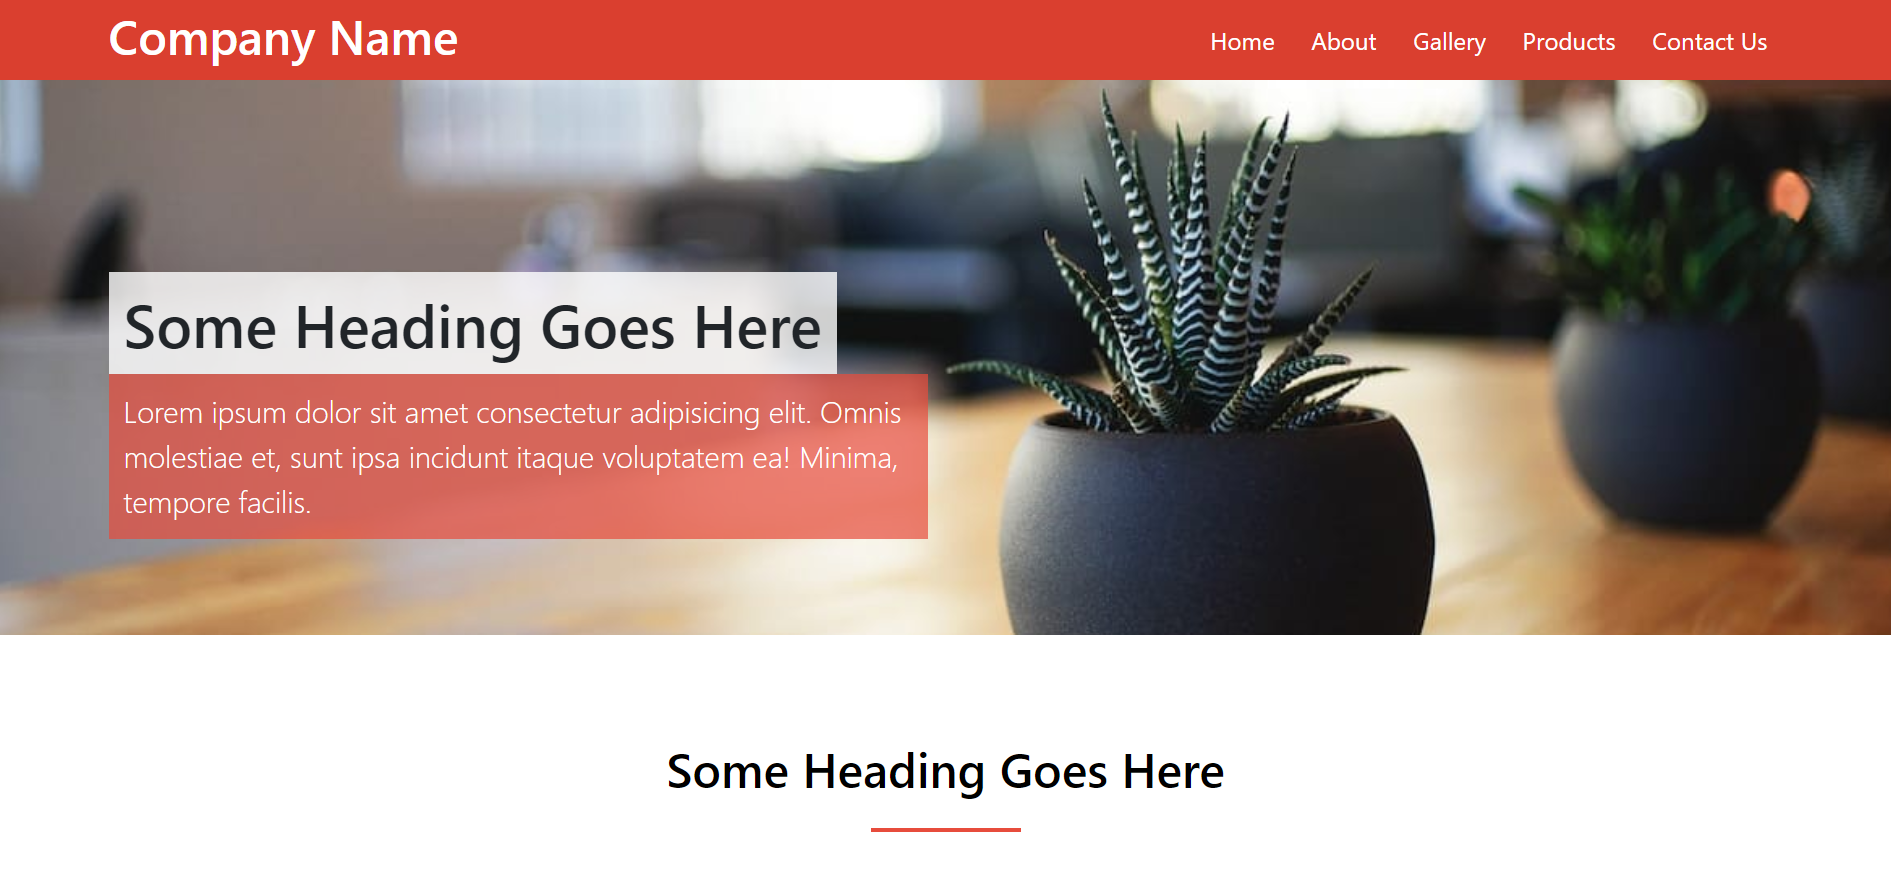 Company Name
Home About Gallery Products Contact Us
Some Heading Goes Here
Lorem ipsum dolor sit amet consectetur adipisicing elit. Omnis
molestiae et, sunt ipsa incidunt itaque voluptatem ea! Minima,
tempore facilis.
Some Heading Goes Here